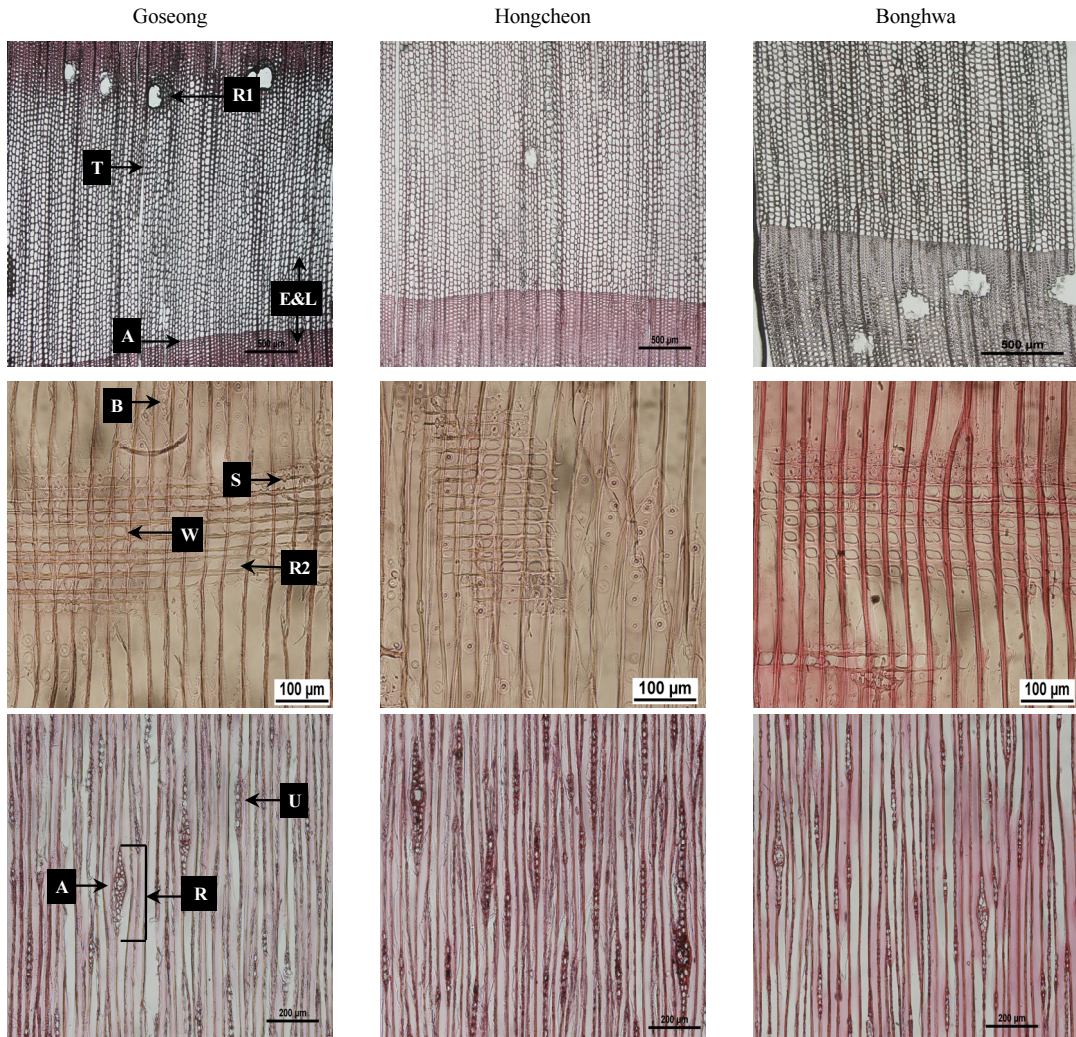 Goseong
Hongcheon
Bonghwa
R1
T
E&L
A
500 µm
500 µm
500 µm
B
S
W
R2
100 µm
100 µm
100 µm
U
A
R
200 µm
200 µm
200 µm